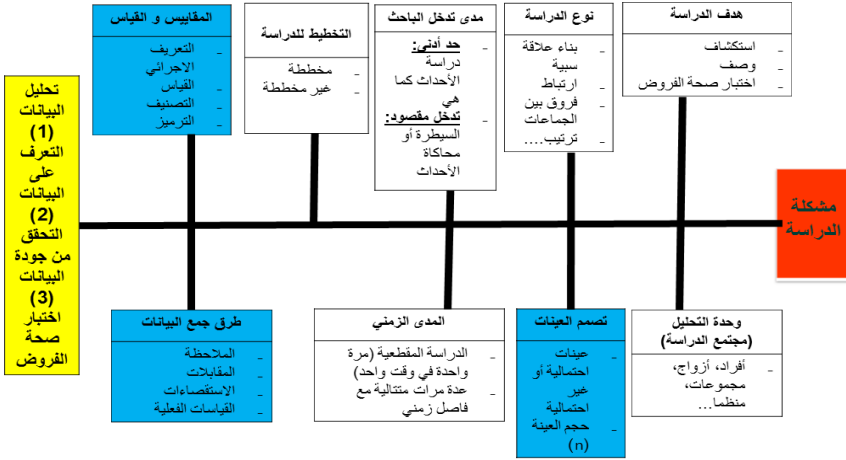 هدف الدراسة
استكشاف
وصف
اختبار صحة الفروض
نوع الدراسة
بناء علاقة
سببية
ارتباط
فروق بين
الجماعات
ترتيب....
مدى تدخل الباحث
حد أدنى:
دراسة
الأحداث كما
هي
تدخل مقصود:
السيطرة أو
محاكاة
الأحداث
التخطيط للدراسة
مخططة
غير مخططة
المقاييس و القياس
التعريف
الاجرائي
القياس
التصنيف
الترميز
مشكلة
الدراسة
تحليل
البيانات
(1)
التعرف
على
البيانات
(2)
التحقق
من جودة
البيانات
(3)
اختبار
صحة
الفروض
وحدة التحليل
(مجتمع الدراسة)
أفراد، أزواج،
مجموعات،
منظما...
تصمم العينات
عينات
احتمالية أو
غير
احتمالية
حجم العينة
(n)
المدى الزمني
الدراسة المقطعية (مرة
واحدة في وقت واحد)
عدة مرات متتالية مع
فاصل زمني
طرق جمع البيانات
الملاحظة
المقابلات
الاستقصاءات
القياسات الفعلية